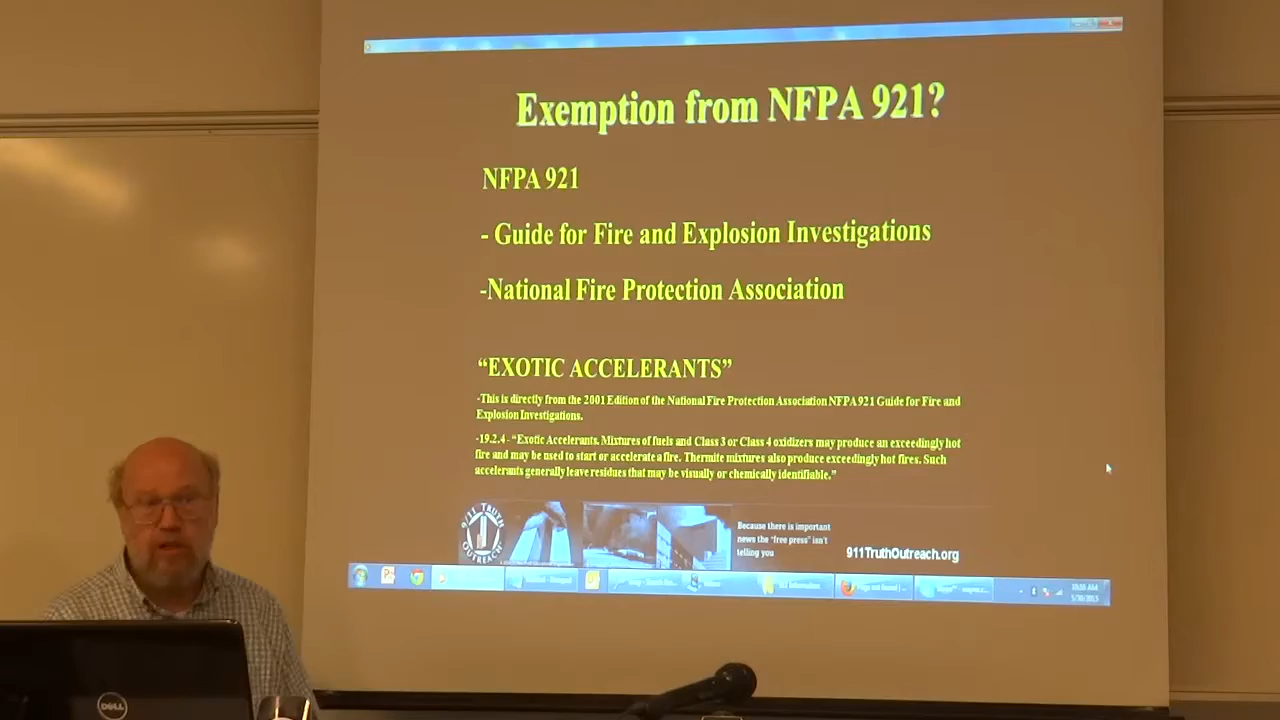 Exemption from NFPA 921?
NFPA 921
- Guide for Fire and Explosion Investigations
-National Fire Protection Association
“EXOTIC ACCELERANTS”
-This is directly from the 2001 Edition of the National Fire Protection Association NFPA 921 Guide for Fire and
Explosion Investigations.
-19.2.4 - “Exotic Accelerants. Mixtures of fuels and Class 3 or Class 4 oxidizers may produce an exceedingly hot
fire and may be used to start or accelerate a fire. Thermite mixtures also produce exceedingly hot fires. Such
accelerants generally leave residues that may be visually or chemically identifiable.”
9/11 TRUTH
OUTREACH
Because there is important
news the "free press" isn't
telling you
911TruthOutreach.org
DELL